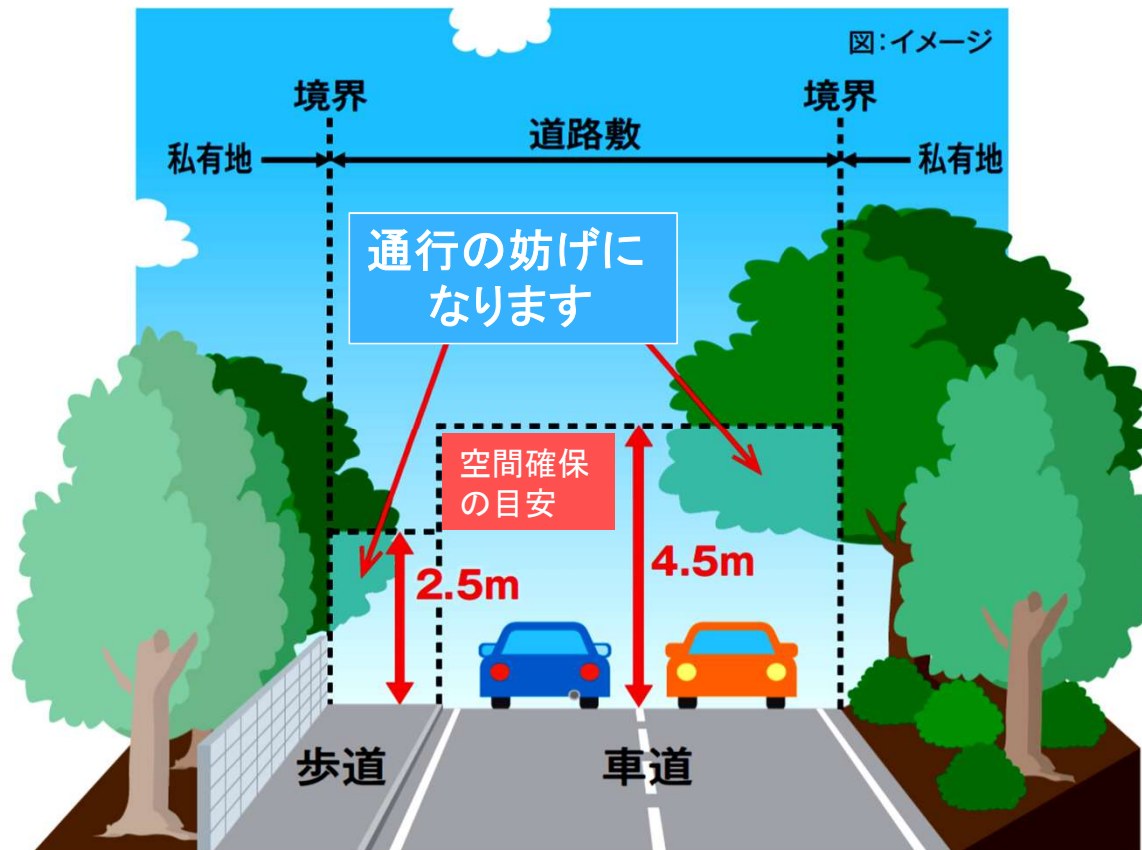 図:イメージ
境界
境界
道路敷
私有地
私有地
通行の妨げに
なります
空間確保
の目安
2.5m
4.5m
歩道
車道